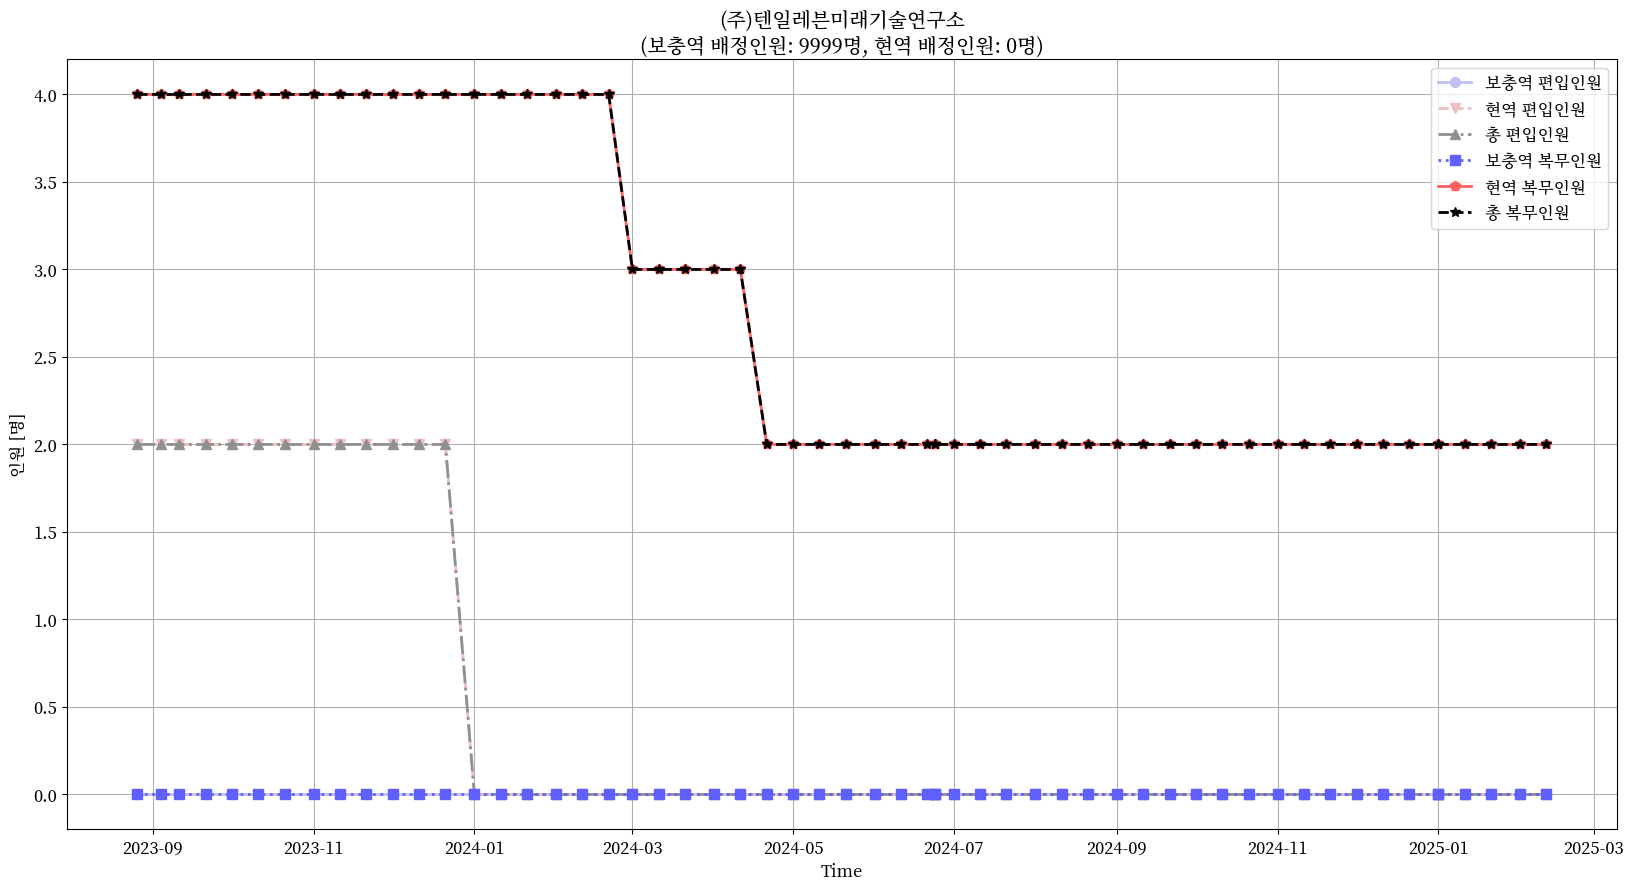 (주)텐일레븐미래기술연구소
(보충역 배정인원: 9999명, 현역 배정인원: 0명)
보충역 편입인원
현역 편입인원
총 편입인원
보충역 복무인원
현역 복무인원
총 복무인원
인원 [명]
4.0
3.5
3.0
2.5
2.0
1.5
1.0
0.5
0.0
2023-09
2023-11
2024-01
2024-03
2024-05
2024-07
2024-09
2024-11
2025-01
2025-03
Time